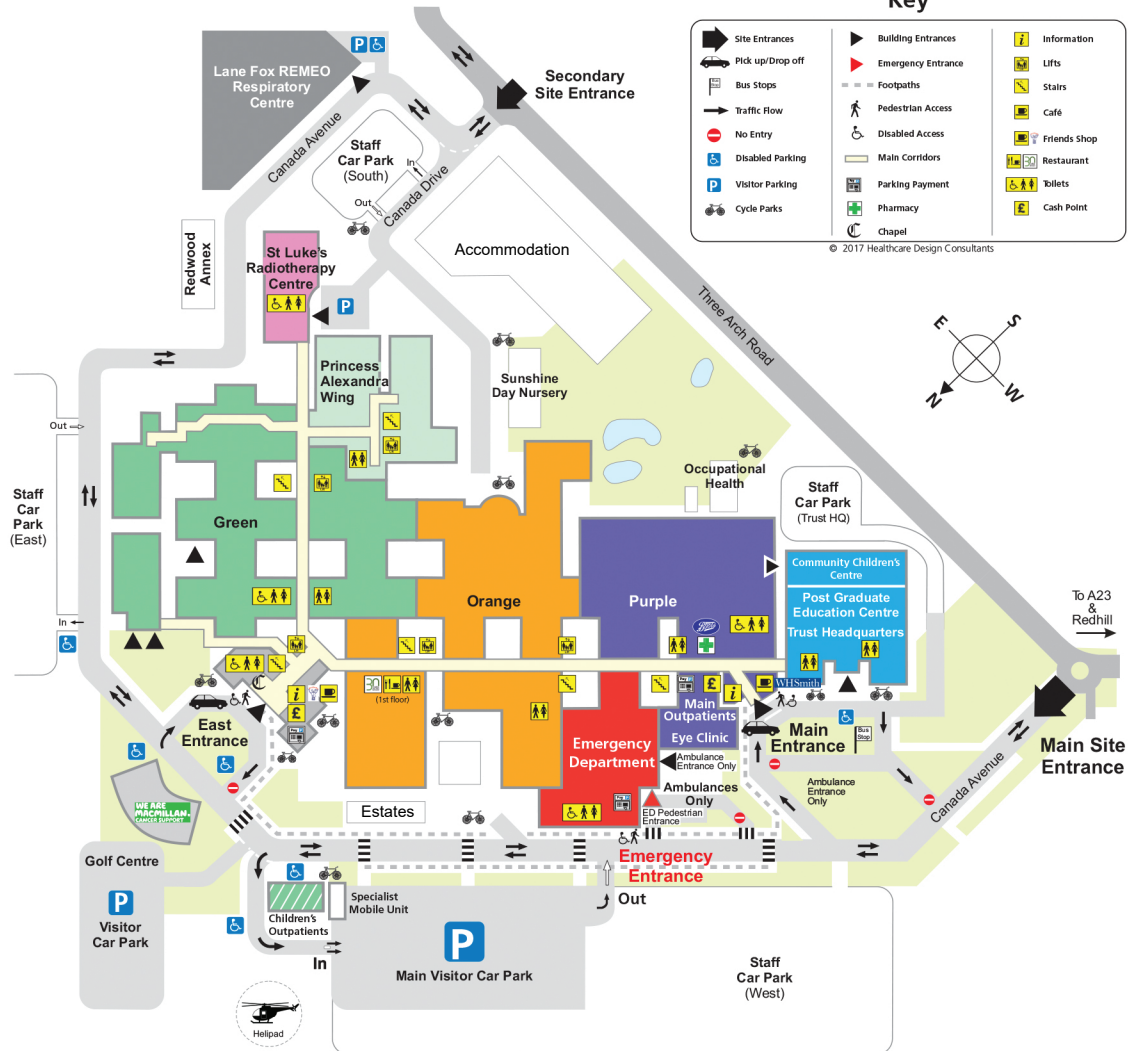 Key
Site Entrances
Pick up/Drop off
Bus Stops
Traffic Flow
No Entry
Disabled Parking
Visitor Parking
Cycle Parks
Building Entrances
Emergency Entrance
Footpaths
Pedestrian Access
Disabled Access
Main Corridors
Parking Payment
Pharmacy
Chapel
Information
Lifts
Stairs
Café
Friends Shop
Restaurant
Toilets
Cash Point
© 2017 Healthcare Design Consultants
P
Lane Fox REMEO
Respiratory
Centre
Secondary
Site Entrance
Canada Avenue
Staff
Car Park
(South)
In
Out
Canada Drive
Redwood
Annex
Accommodation
St Luke's
Radiotherapy
Centre
P
Three Arch Road
E
S
N
W
Princess
Alexandra
Wing
Sunshine
Day Nursery
Out
Staff
Car
Park
(East)
In
Occupational
Health
Staff
Car Park
(Trust HQ)
Green
Orange
Purple
Boots
Community Children's
Centre
Post Graduate
Education Centre
Trust Headquarters
To A23
&
Redhill
30
(1st floor)
i
£
£
i
WHSmith
Main
Outpatients
Eye Clinic
East
Entrance
Main
Entrance
Bus
Stop
Main Site
Entrance
Emergency
Department
Ambulance
Entrance Only
Ambulances
Only
Ambulance
Entrance
Only
Canada Avenue
ED Pedestrian
Entrance
WE ARE
MACMILLAN.
CANCER SUPPORT
Estates
Emergency
Entrance
Golf Centre
P
Visitor
Car Park
Children's
Outpatients
Specialist
Mobile Unit
Out
In
P
Main Visitor Car Park
Staff
Car Park
(West)
Helipad